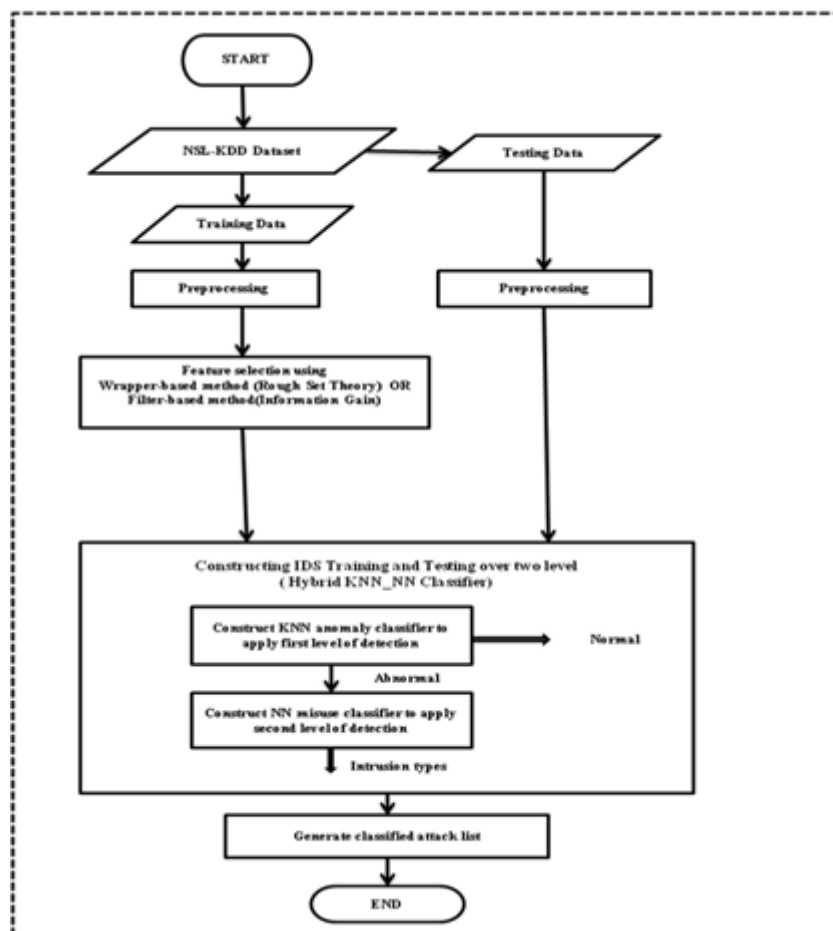 START
NSL-KDD Dataset
Testing Data
Training Data
Preprocessing
Preprocessing
Feature selection using
Wrapper-based method (Rough Set Theory) OR
Filter-based method(Information Gain)
Constructing IDS Training and Testing over two level
( Hybrid KNN_NN Classifier)
Construct KNN anomaly classifier to
apply first level of detection
Normal
Abnormal
Construct NN misuse classifier to apply
second level of detection
Intrusion types
Generate classified attack list
END